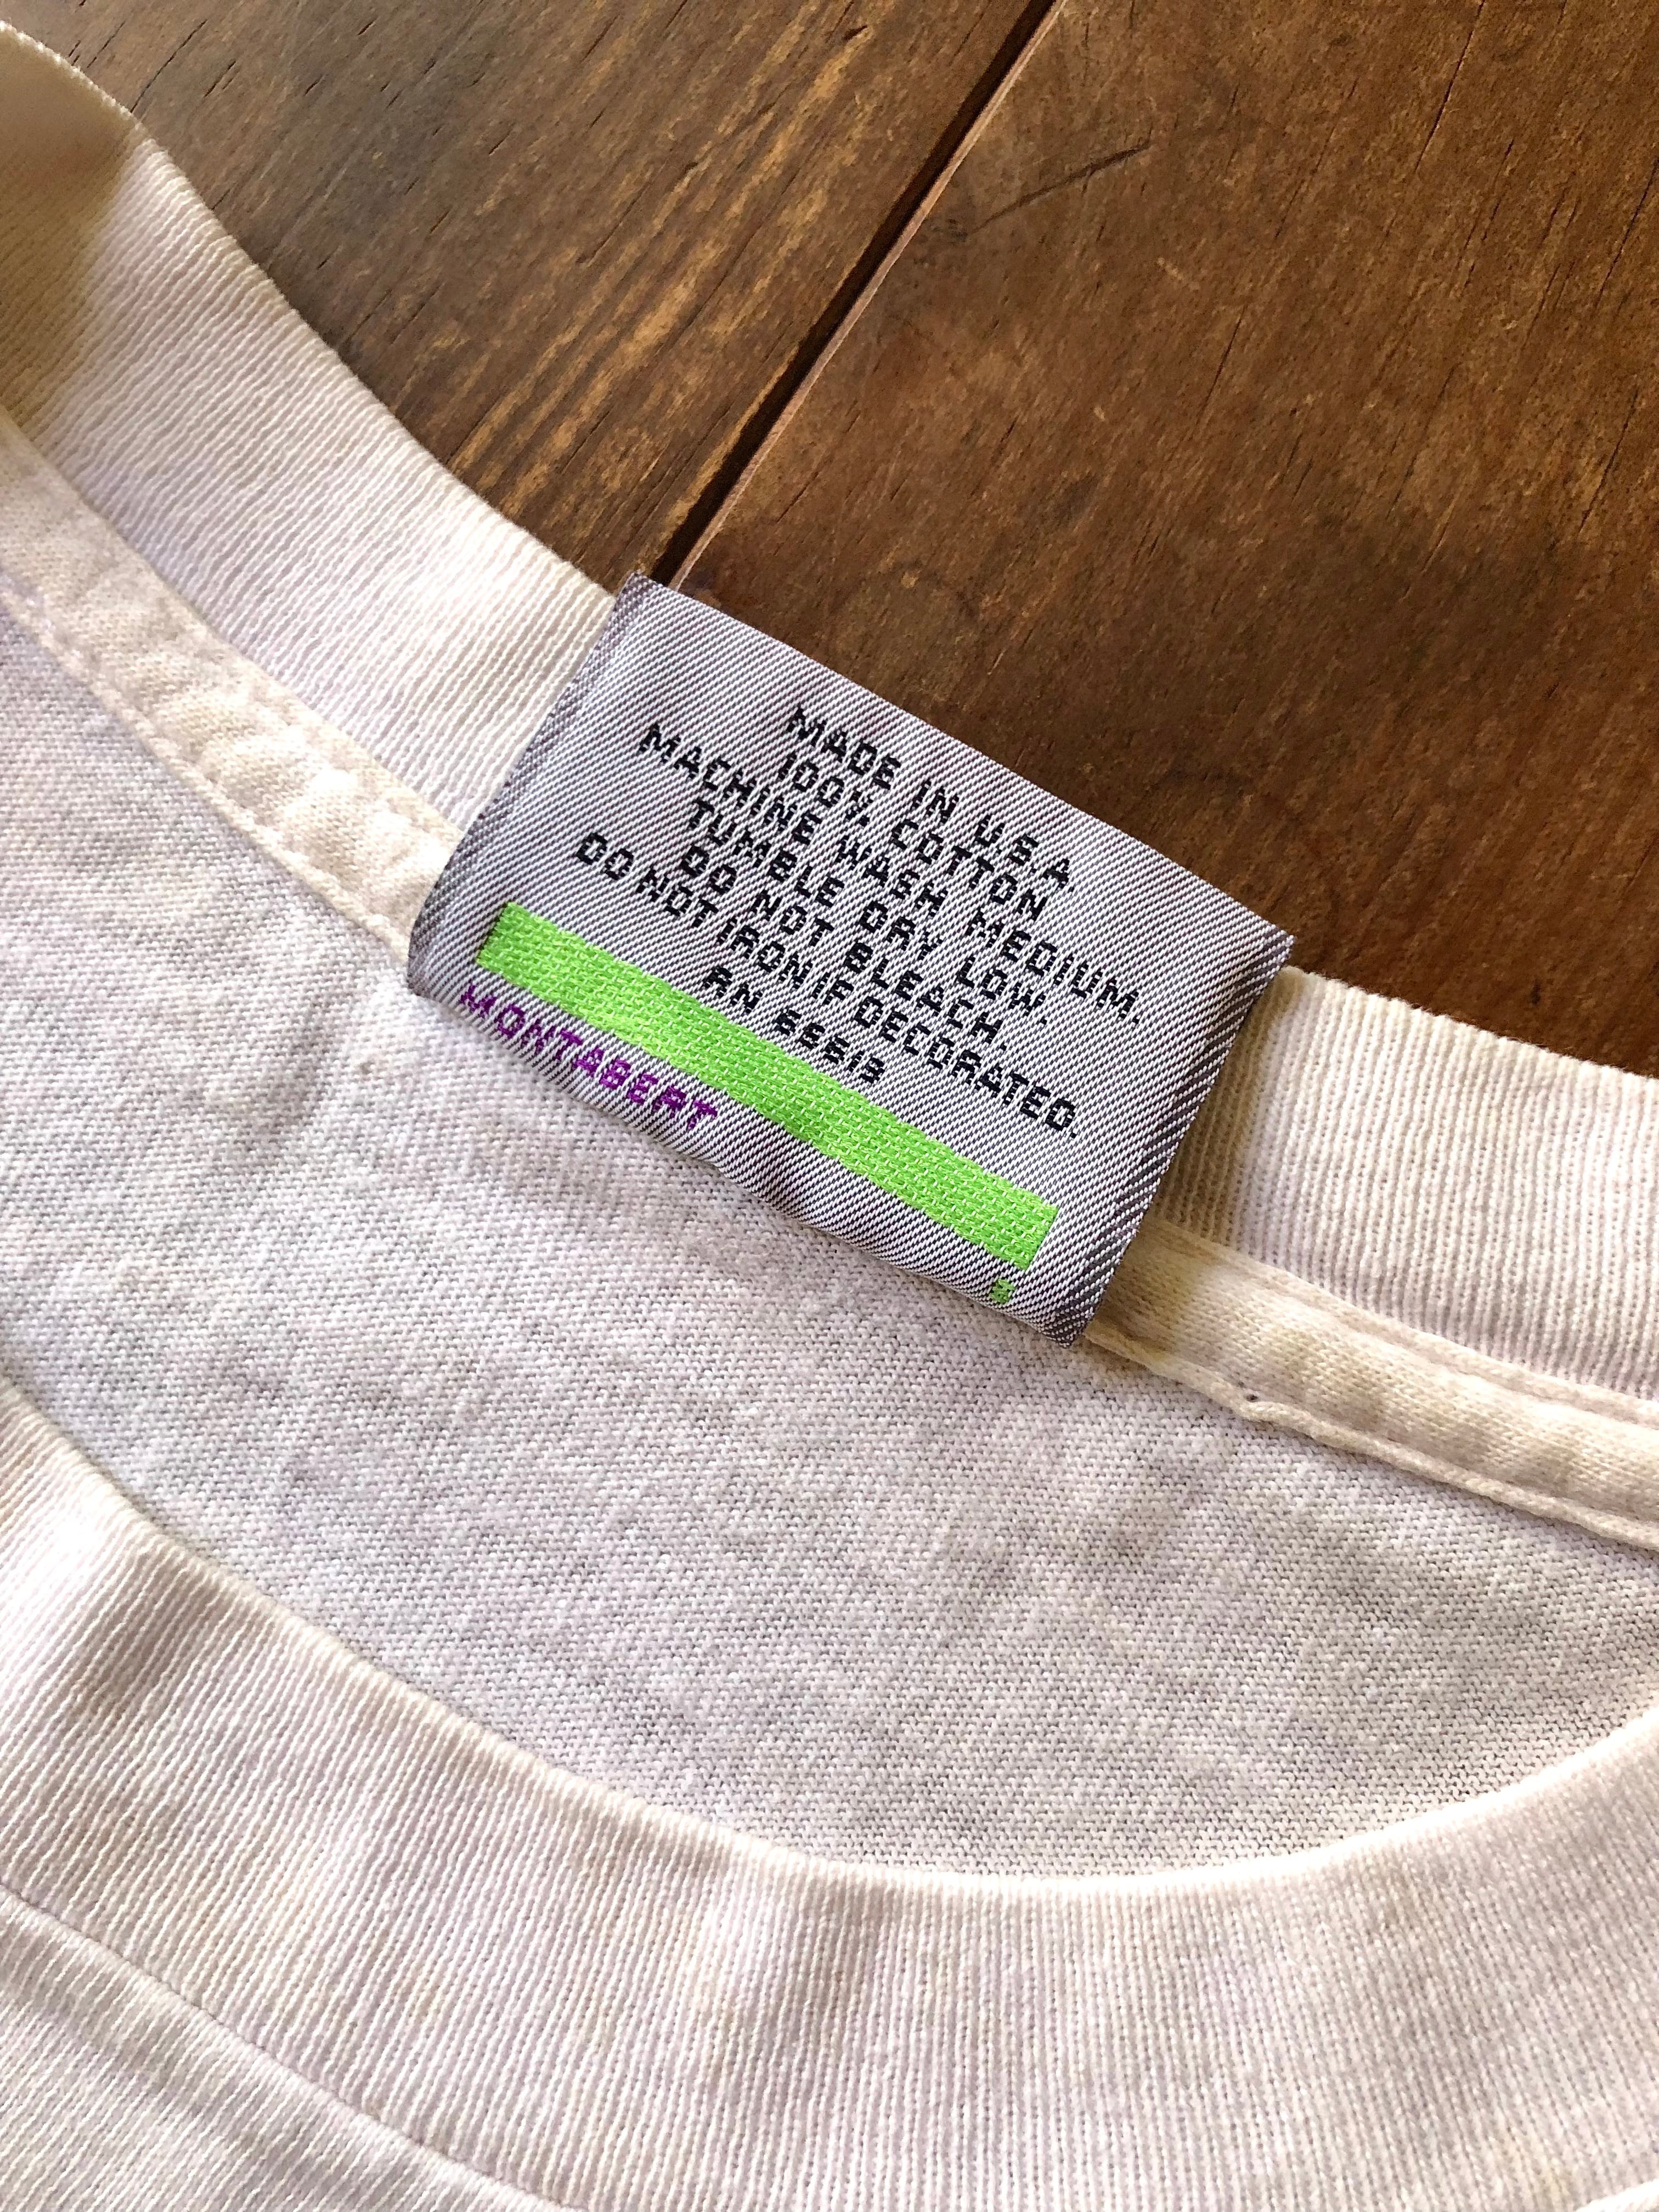 MADE IN U.S.A.
100% COTTON
MACHINE WASH MEDIUM.
TUMBLE DRY LOW.
DO NOT BLEACH.
DO NOT IRON IF DECORATED.
RN 66613
MONTABERT